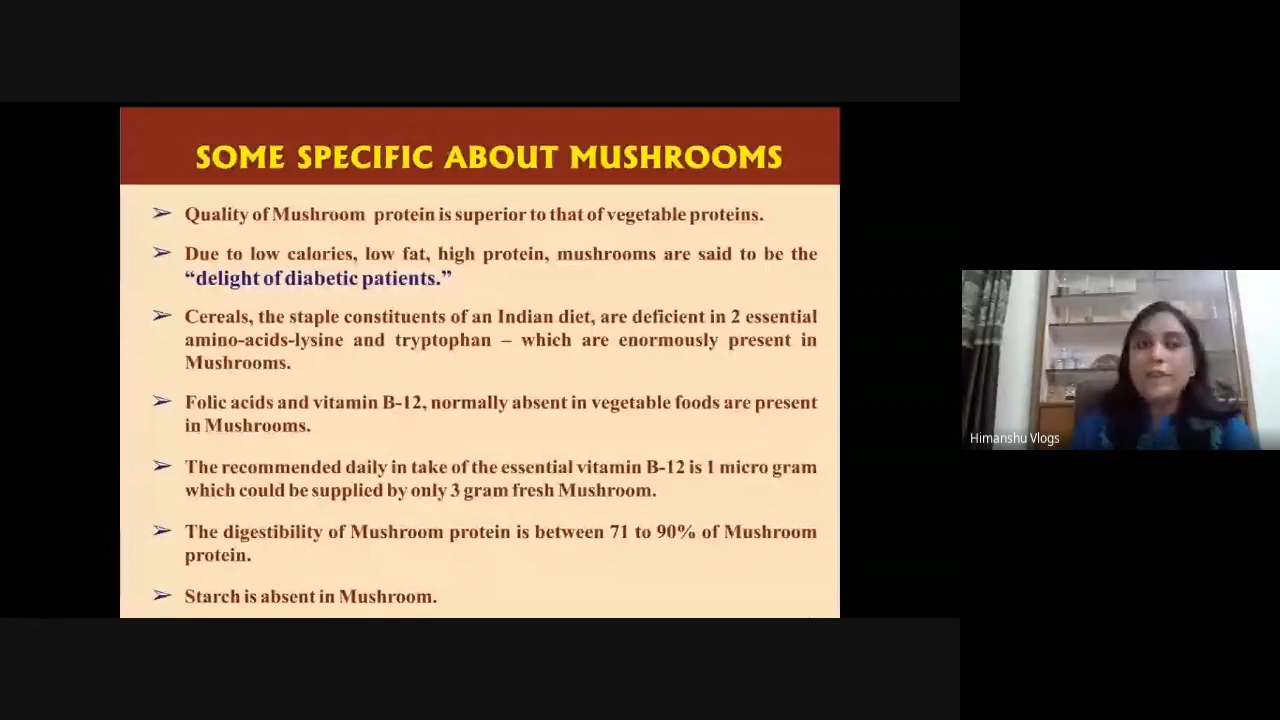 SOME SPECIFIC ABOUT MUSHROOMS
➢ Quality of Mushroom protein is superior to that of vegetable proteins.
➢ Due to low calories, low fat, high protein, mushrooms are said to be the
“delight of diabetic patients.”
➢ Cereals, the staple constituents of an Indian diet, are deficient in 2 essential
amino-acids-lysine and tryptophan – which are enormously present in
Mushrooms.
➢ Folic acids and vitamin B-12, normally absent in vegetable foods are present
in Mushrooms.
➢ The recommended daily in take of the essential vitamin B-12 is 1 micro gram
which could be supplied by only 3 gram fresh Mushroom.
➢ The digestibility of Mushroom protein is between 71 to 90% of Mushroom
protein.
➢ Starch is absent in Mushroom.
Himanshu Vlogs